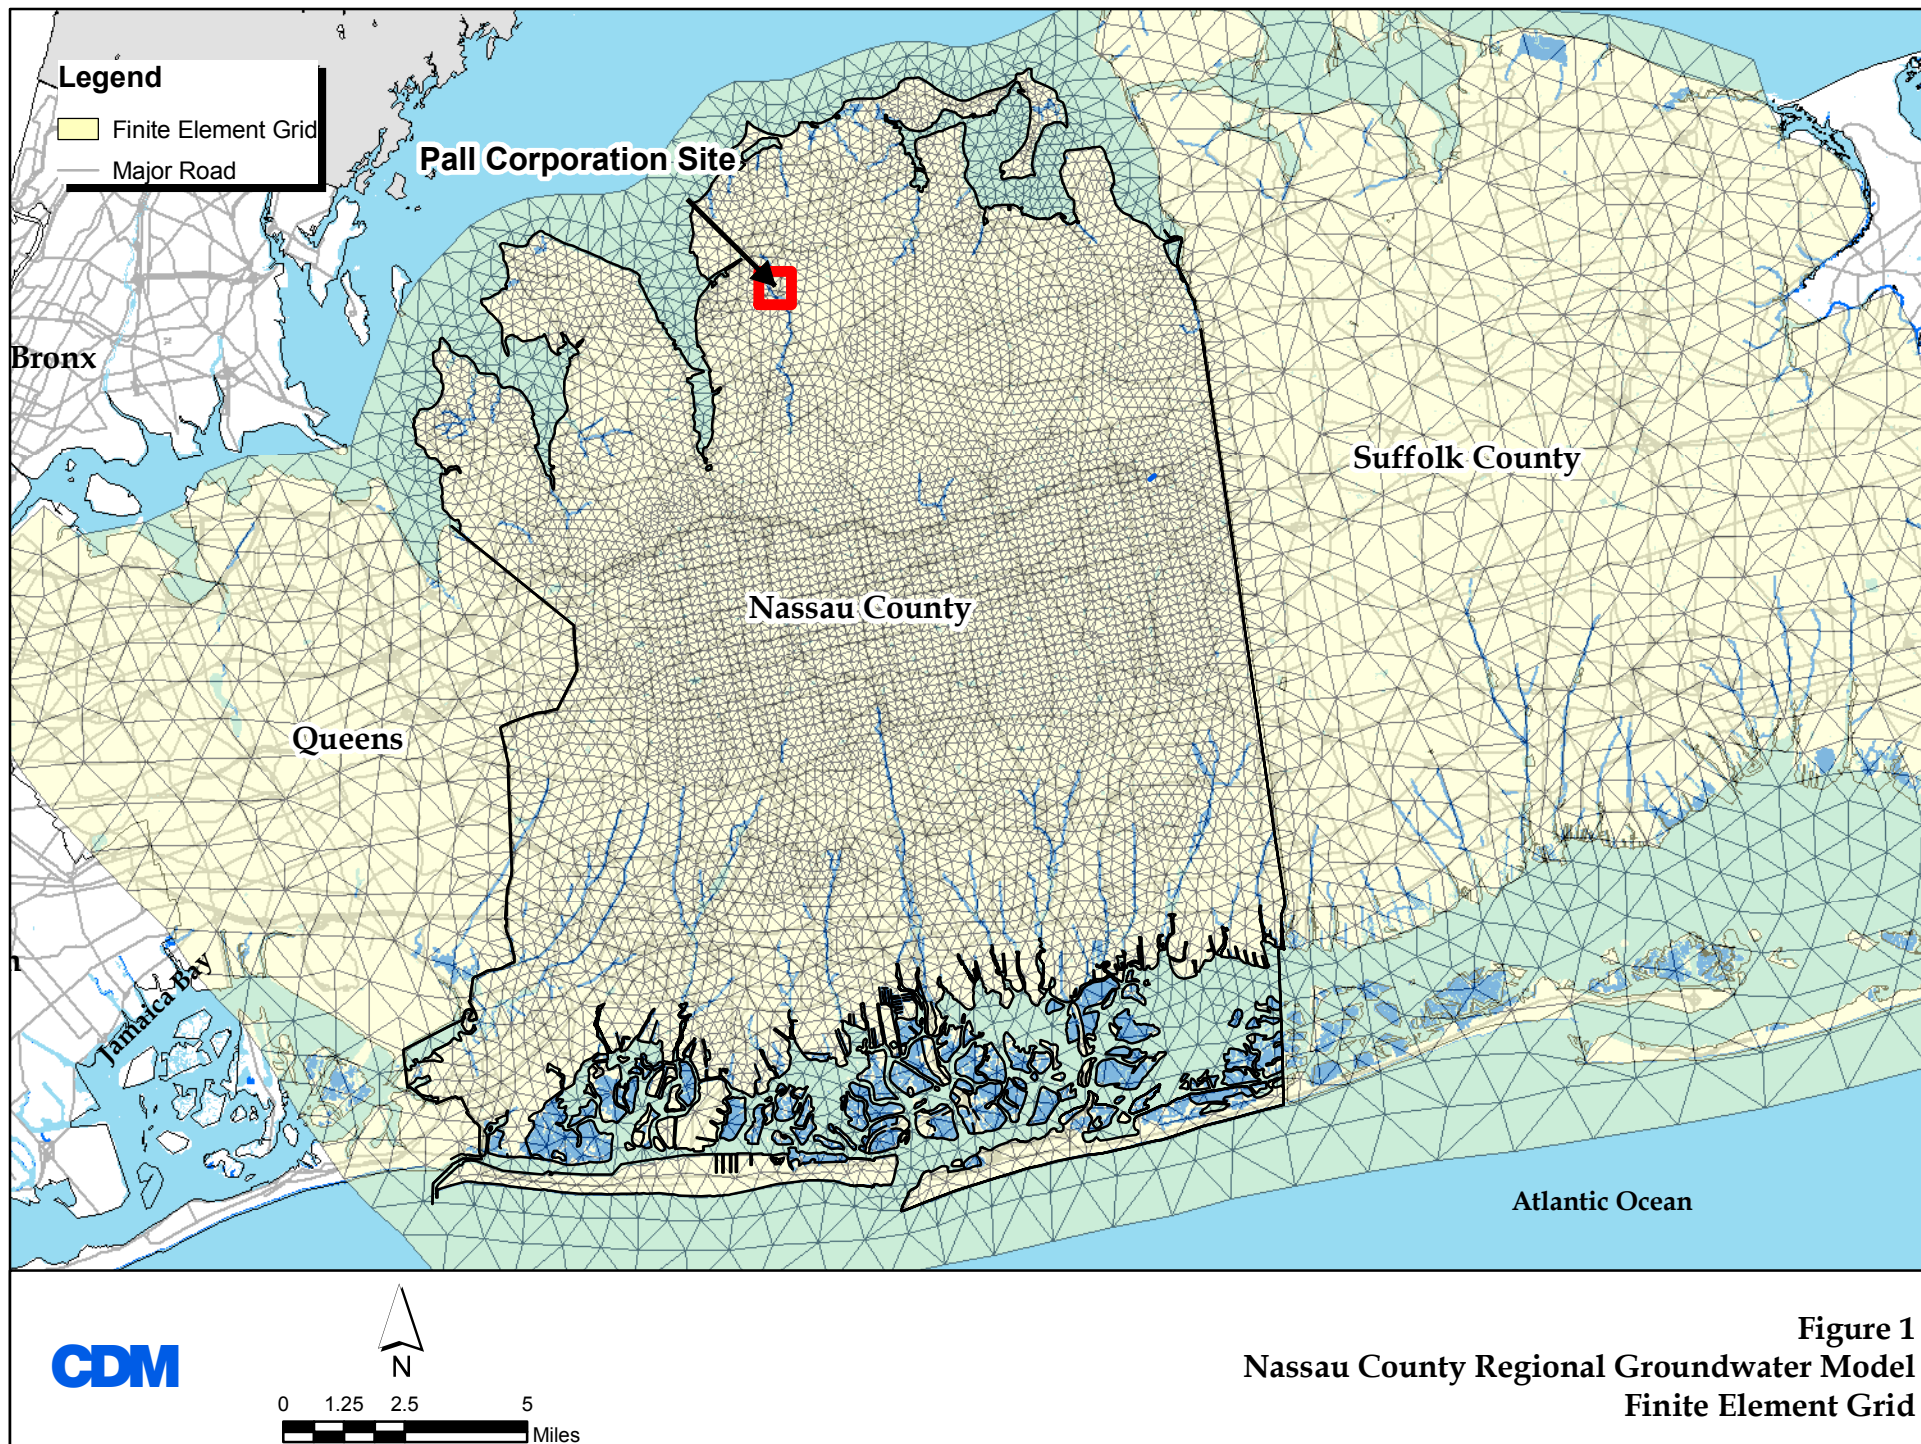 Legend
Finite Element Grid
Major Road
Pall Corporation Site
Bronx
Suffolk County
Nassau County
Queens
n
Jamaica Bay
Atlantic Ocean
CDM
N
0 1.25 2.5 5
Miles
Figure 1
Nassau County Regional Groundwater Model
Finite Element Grid